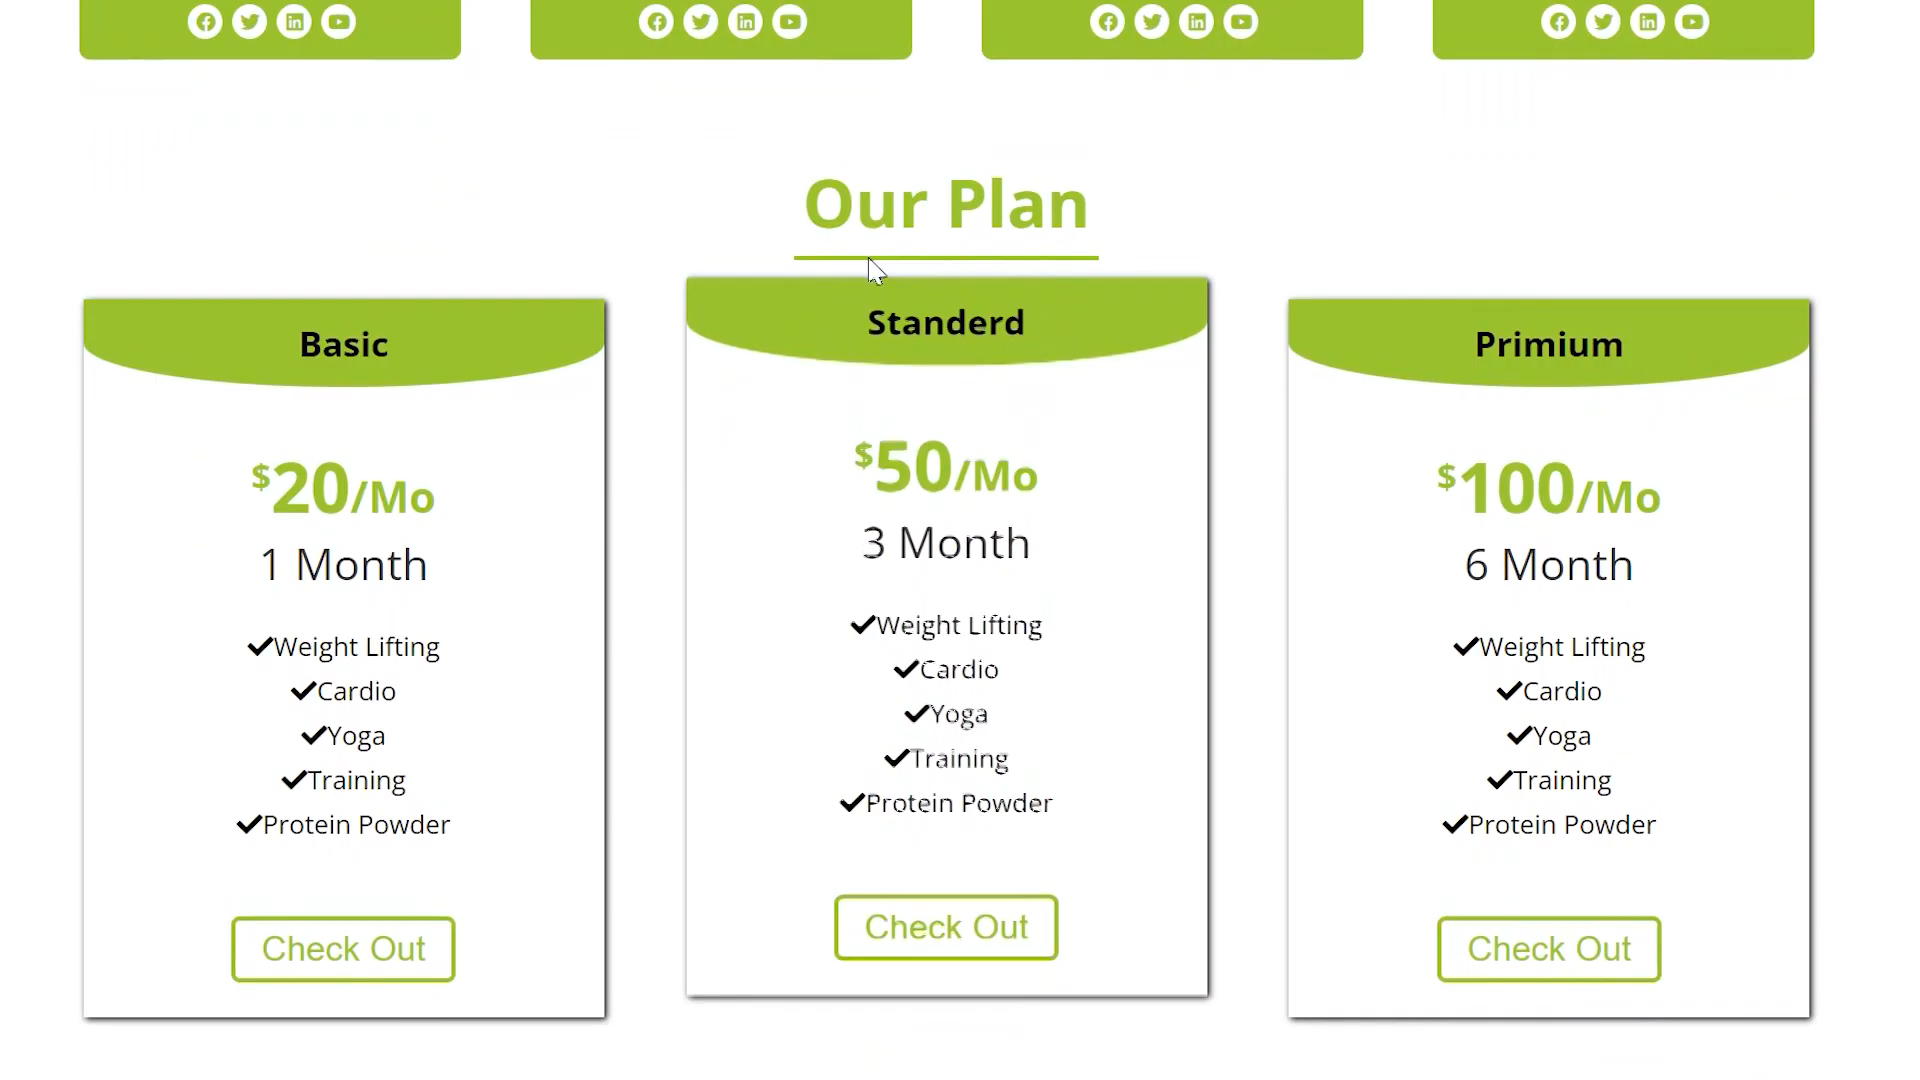 Our Plan
Basic
$20/Mo
1 Month
Weight Lifting
Cardio
Yoga
Training
Protein Powder
Check Out
Standerd
$50/Mo
3 Month
Weight Lifting
Cardio
Yoga
Training
Protein Powder
Check Out
Primium
$100/Mo
6 Month
Weight Lifting
Cardio
Yoga
Training
Protein Powder
Check Out